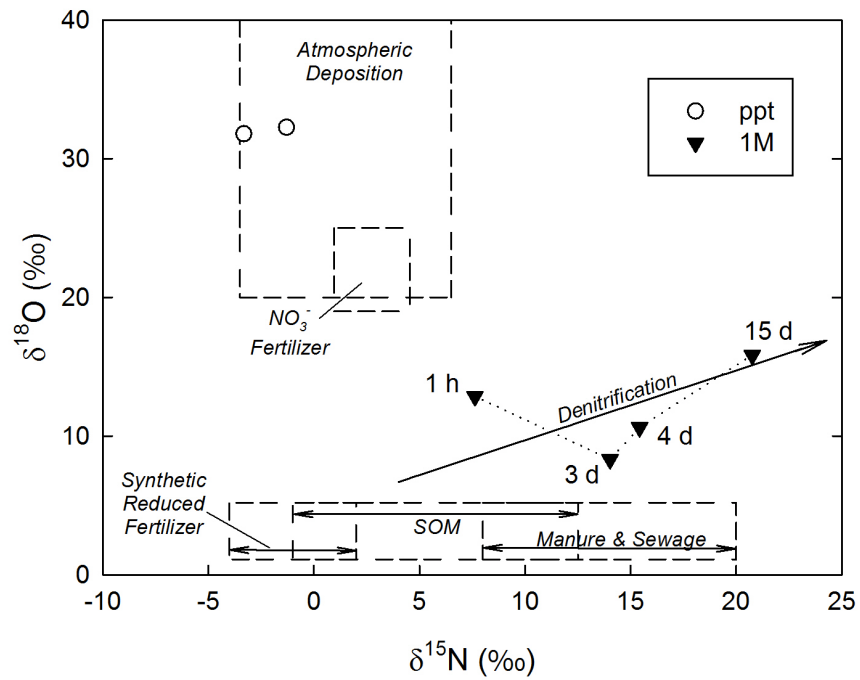 40
30
20
10
0
δ¹⁸O (‰)
Atmospheric
Deposition
ppt
1M
NO₃
Fertilizer
15 d
1 h
Denitrification
4 d
3 d
Synthetic
Reduced
Fertilizer
SOM
Manure & Sewage
-10
-5
0
5
10
15
20
25
δ¹⁵N (‰)